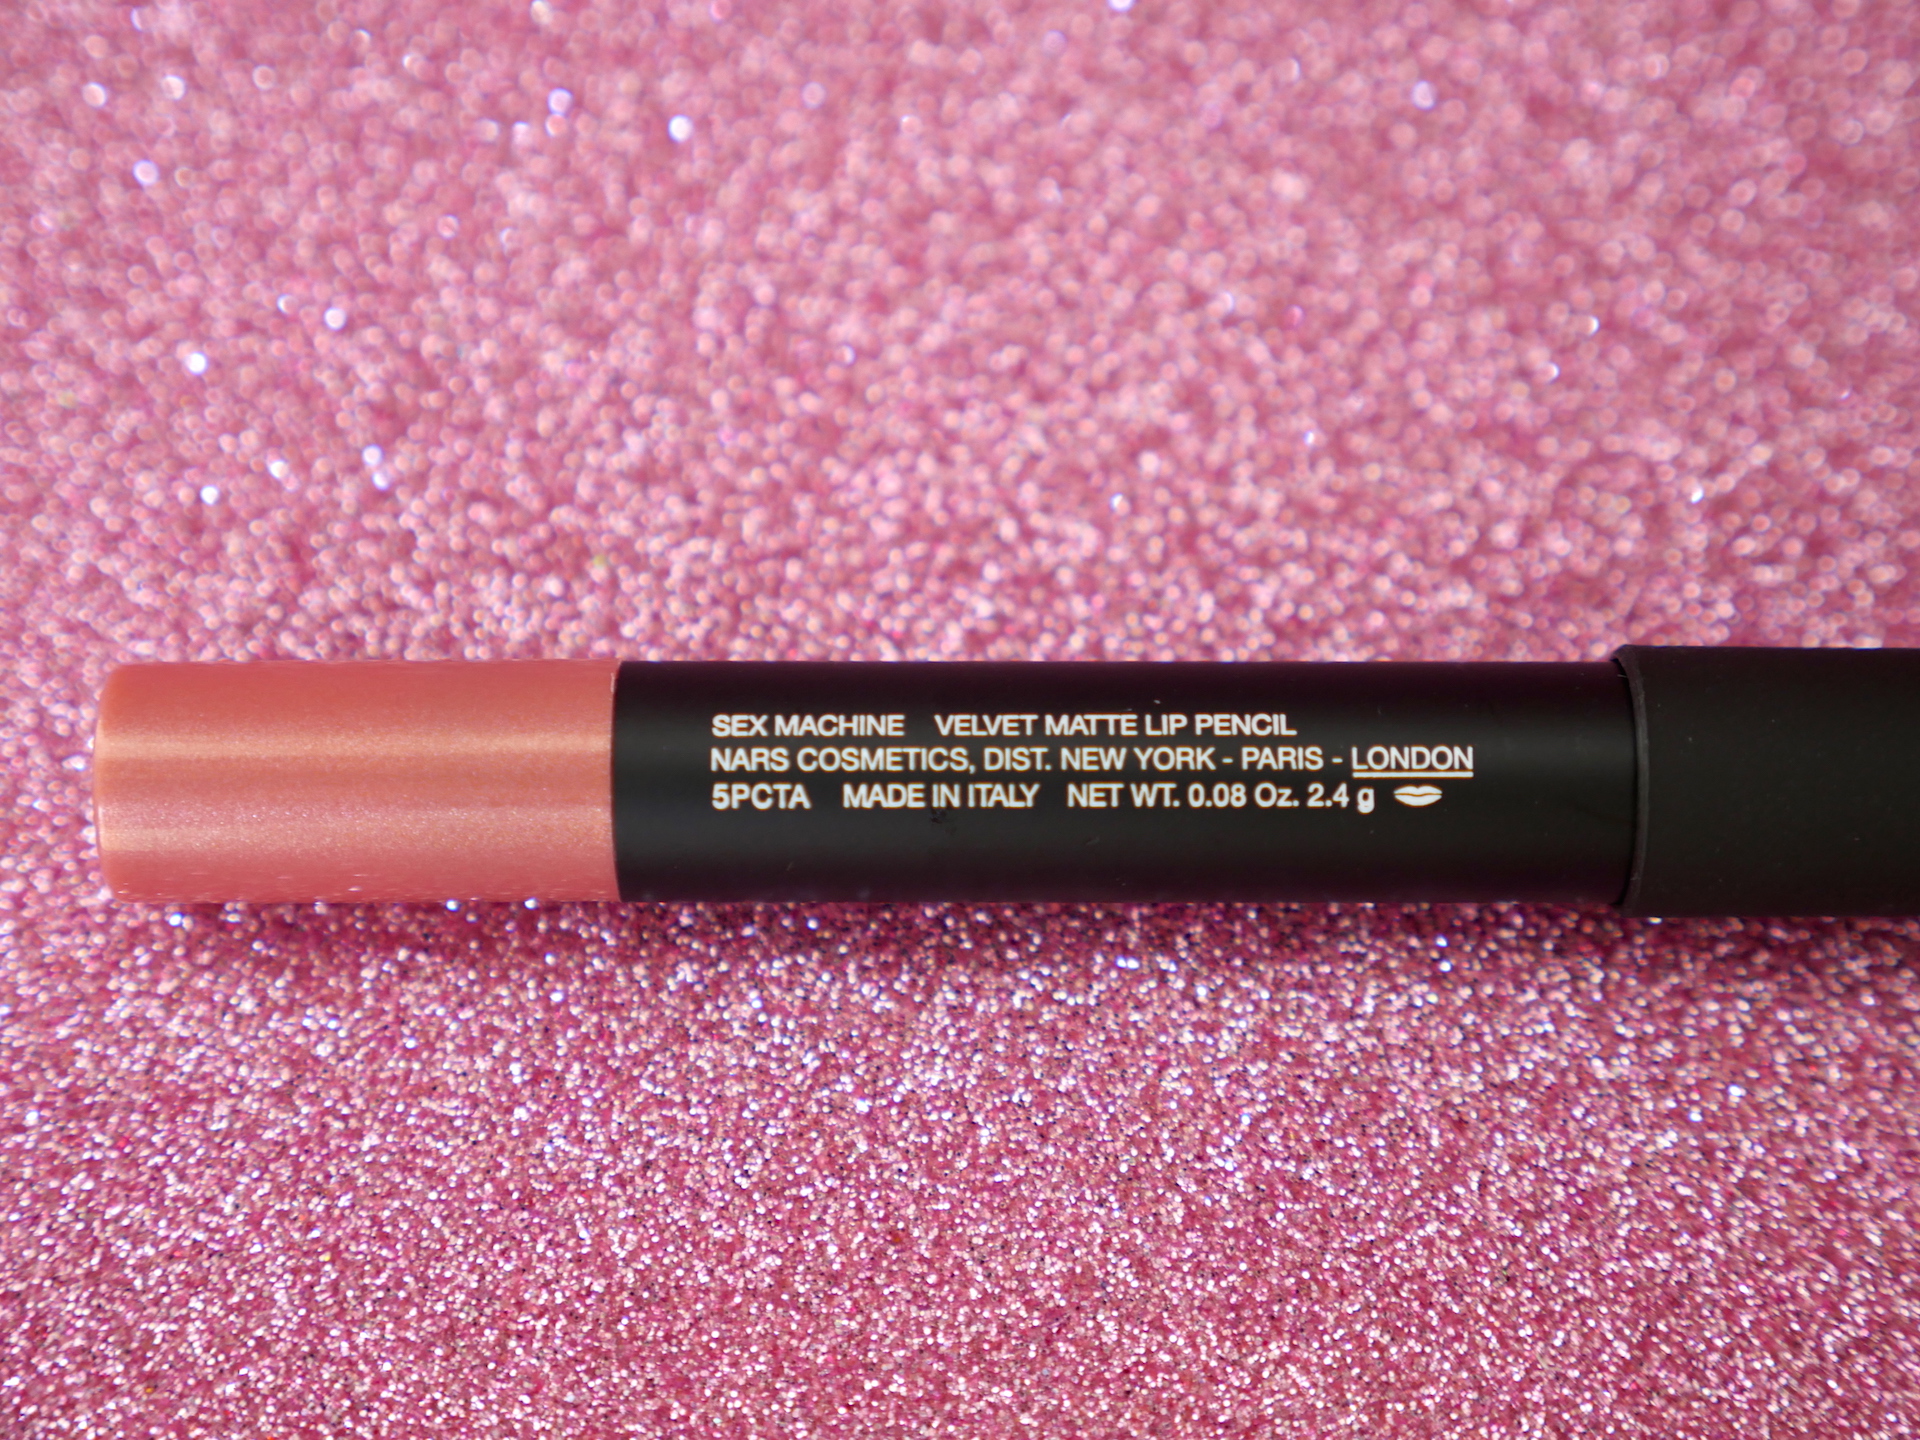 SEX MACHINE VELVET MATTE LIP PENCIL
NARS COSMETICS, DIST. NEW YORK - PARIS - LONDON
5PCTA MADE IN ITALY NET WT. 0.08 Oz. 2.4 g